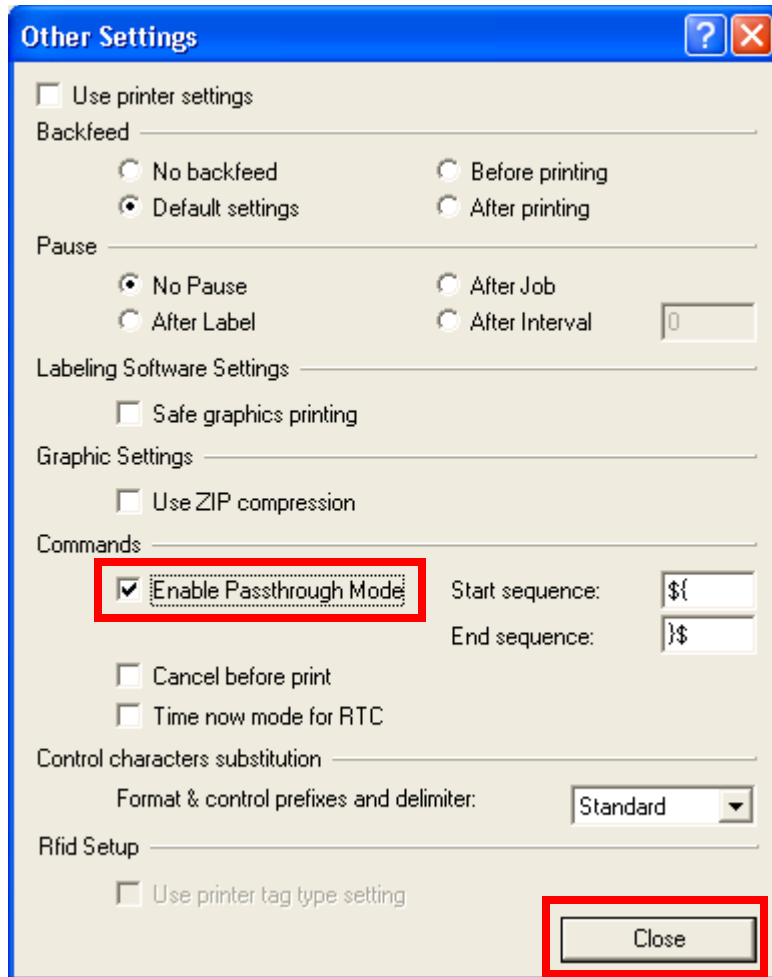 Other Settings
Use printer settings
Backfeed
No backfeed Before printing
Default settings After printing
Pause
No Pause After Job
After Label After Interval 0
Labeling Software Settings
Safe graphics printing
Graphic Settings
Use ZIP compression
Commands
Enable Passthrough Mode Start sequence: ${
End sequence: }$
Cancel before print
Time now mode for RTC
Control characters substitution
Format & control prefixes and delimiter: Standard
Rfid Setup
Use printer tag type setting
Close